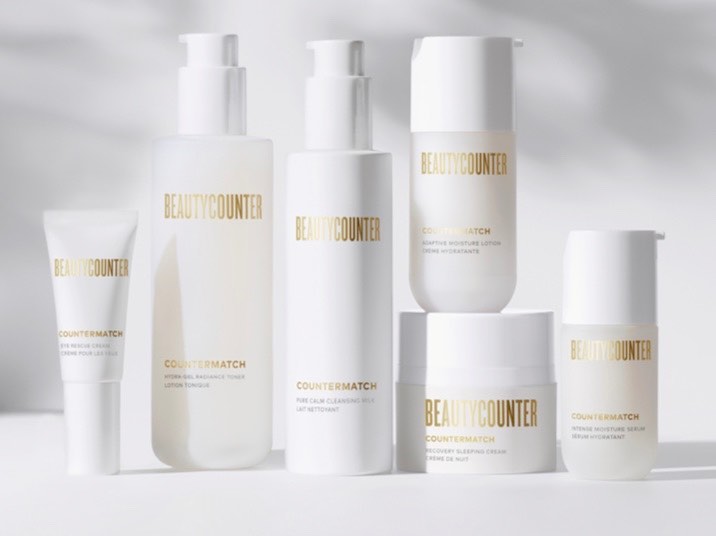 BEAUTYCOUNTER
COUNTERMATCH
EYE RESCUE CREAM
CRÈME POUR LES YEUX
BEAUTYCOUNTER
COUNTERMATCH
HYDRA-GEL RADIANCE TONER
LOTION TONIQUE
BEAUTYCOUNTER
COUNTERMATCH
PURE CALM CLEANSING MILK
LAIT NETTOYANT
BEAUTYCOUNTER
COUNTERMATCH
ADAPTIVE MOISTURE LOTION
CRÈME HYDRATANTE
BEAUTYCOUNTER
COUNTERMATCH
RECOVERY SLEEPING CREAM
CRÈME DE NUIT
BEAUTYCOUNTER
COUNTERMATCH
INTENSE MOISTURE SERUM
SÉRUM HYDRATANT